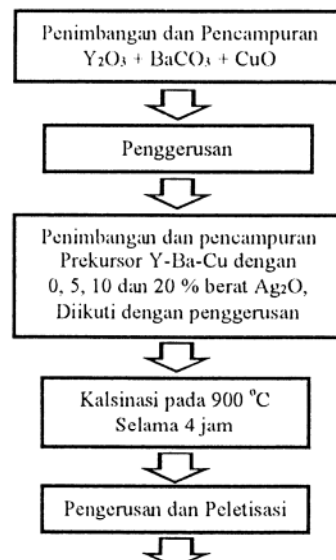 Penimbangan dan Pencampuran
Y₂O₃ + BaCO₃ + CuO
Penggerusan
Penimbangan dan pencampuran
Prekursor Y-Ba-Cu dengan
0, 5, 10 dan 20 % berat Ag₂O,
Diikuti dengan penggerusan
Kalsinasi pada 900 °C
Selama 4 jam
Pengerusan dan Peletisasi